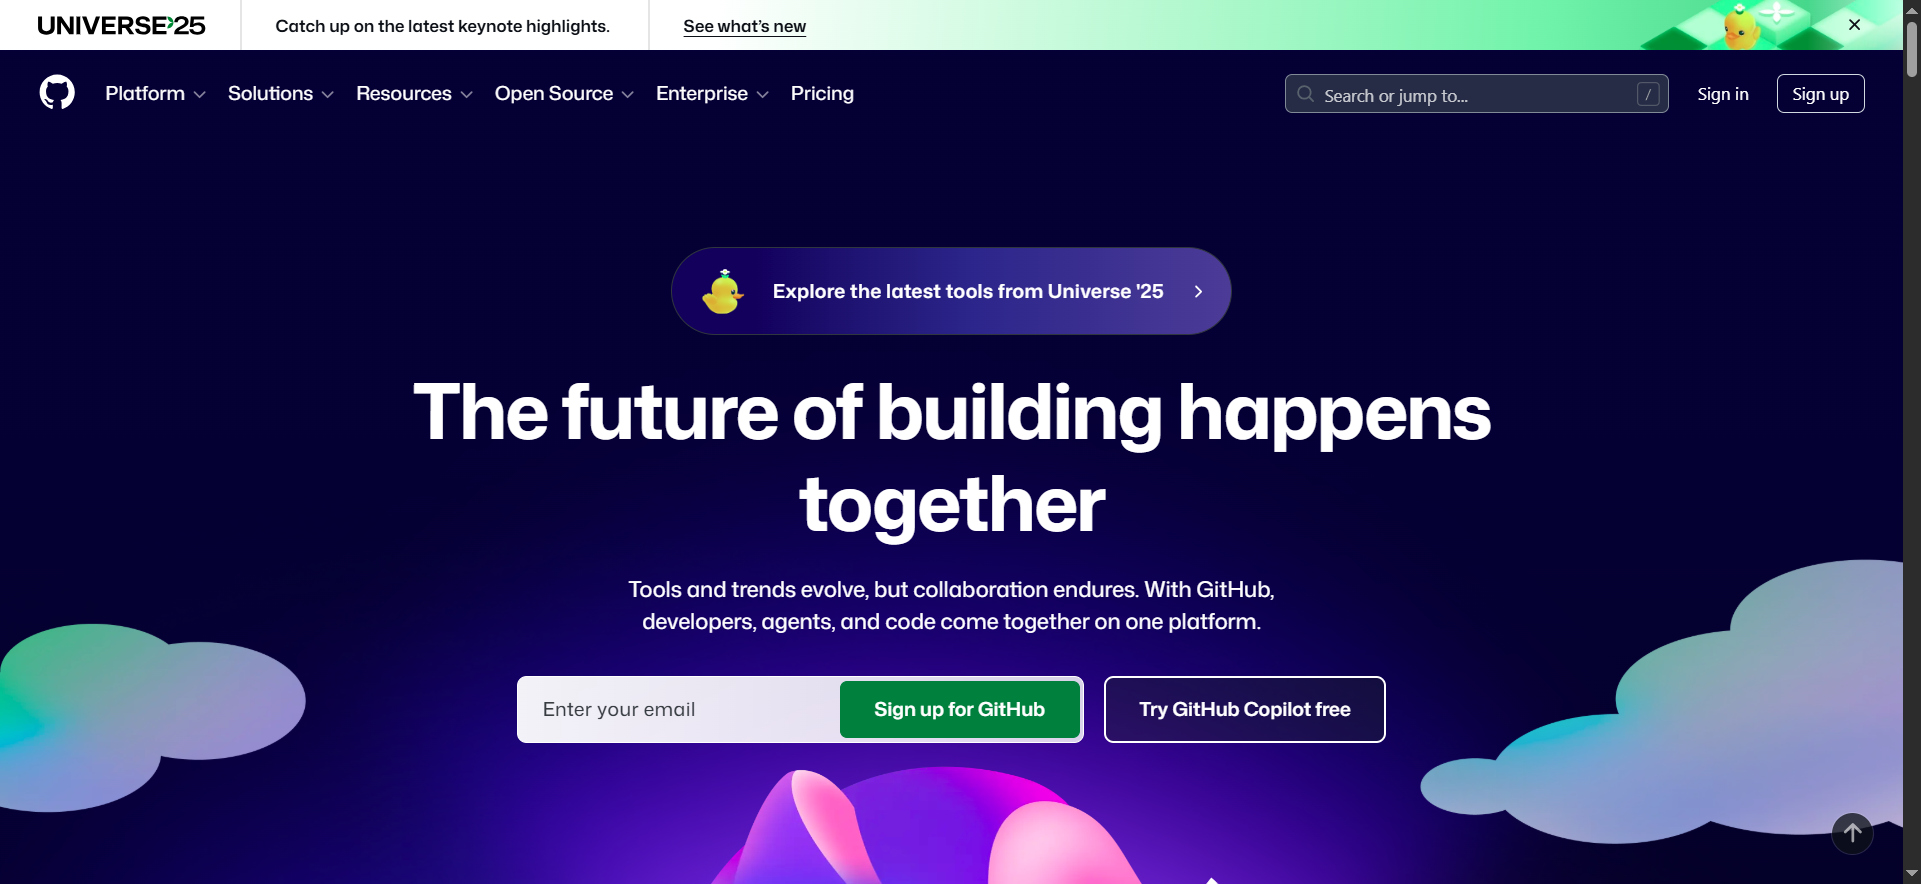 UNIVERSE'25
Catch up on the latest keynote highlights.
See what's new
Platform
Solutions
Resources
Open Source
Enterprise
Pricing
Search or jump to...
/
Sign in
Sign up
Explore the latest tools from Universe '25
The future of building happens
together
Tools and trends evolve, but collaboration endures. With GitHub,
developers, agents, and code come together on one platform.
Enter your email
Sign up for GitHub
Try GitHub Copilot free